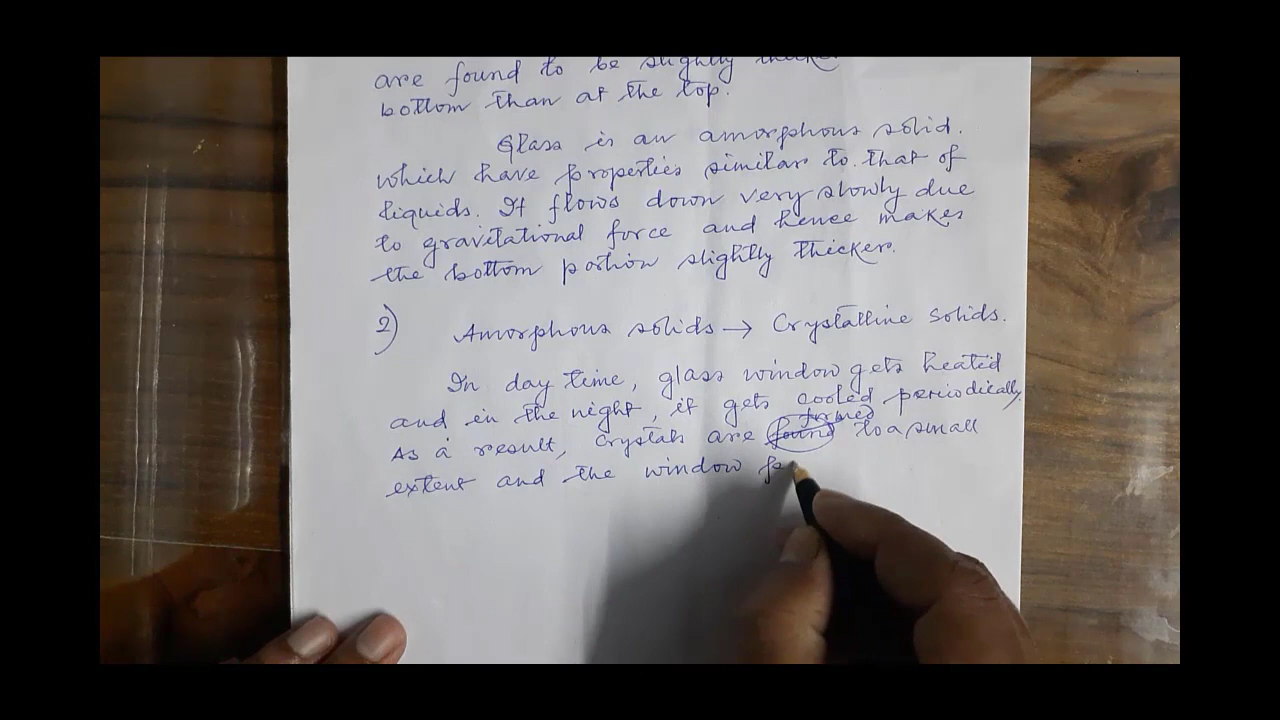 are found to be slightly thicker
bottom than at the top.
Glass is an amorphous solid.
which have properties similar to that of
liquids. It flows down very slowly due
to gravitational force and hence makes
the bottom portion slightly thicker.
2) Amorphous solids → Crystalline solids.
In day time, glass window gets heated
and in the night, it gets cooled periodically.
As a result, Crystals are found formed to a small
extent and the window